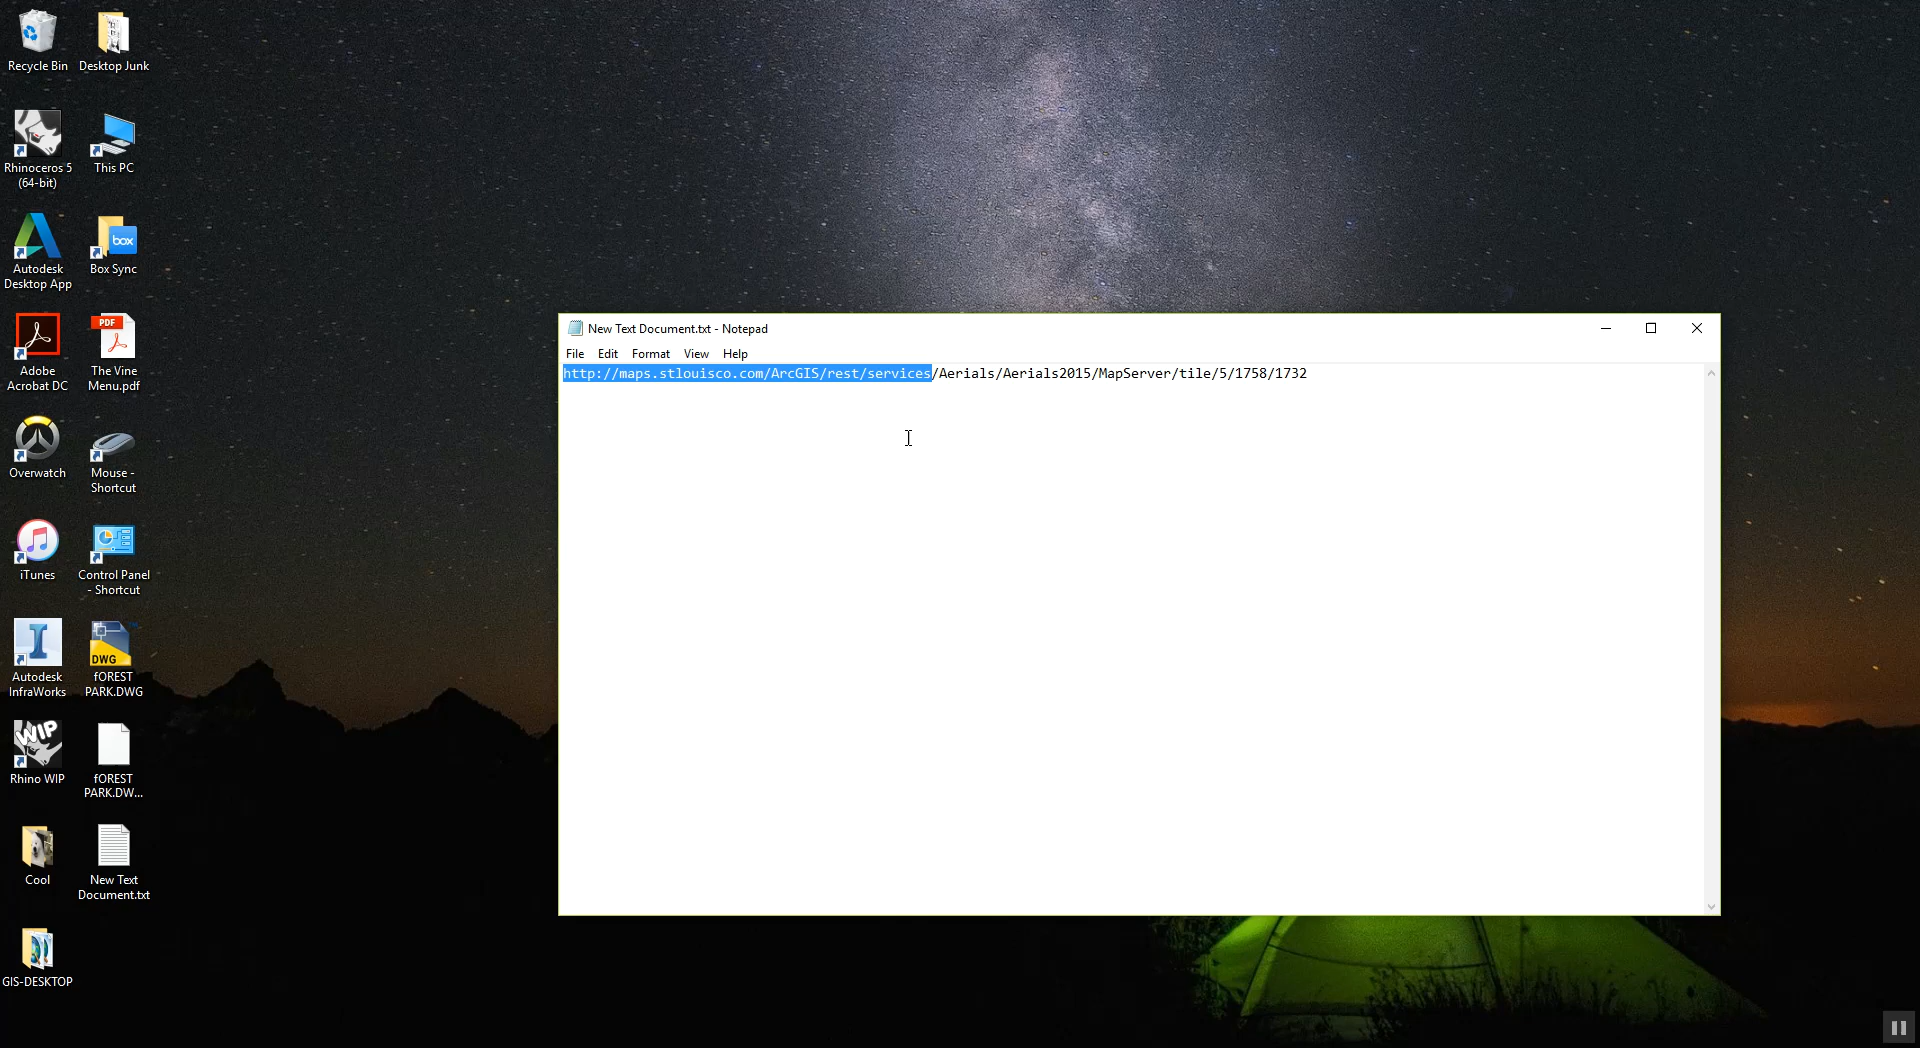 Recycle Bin
Desktop Junk
Rhinoceros 5
(64-bit)
This PC
Autodesk
Desktop App
box
Box Sync
Adobe
Acrobat DC
PDF
The Vine
Menu.pdf
Overwatch
Mouse -
Shortcut
iTunes
Control Panel
- Shortcut
Autodesk
InfraWorks
DWG
fOREST
PARK.DWG
WIP
Rhino WIP
fOREST
PARK.DW...
Cool
New Text
Document.txt
GIS-DESKTOP
New Text Document.txt - Notepad
File Edit Format View Help
http://maps.stlouisco.com/ArcGIS/rest/services/Aerials/Aerials2015/MapServer/tile/5/1758/1732